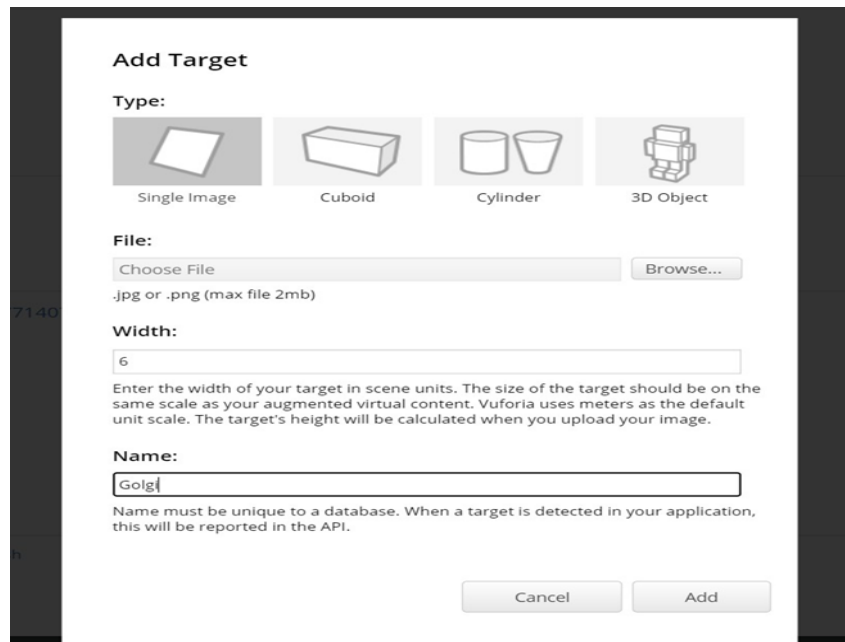 Add Target
Type:
Single Image
Cuboid
Cylinder
3D Object
File:
Choose File
Browse...
.jpg or .png (max file 2mb)
7140
Width:
6
Enter the width of your target in scene units. The size of the target should be on the
same scale as your augmented virtual content. Vuforia uses meters as the default
unit scale. The target's height will be calculated when you upload your image.
Name:
Golgi
Name must be unique to a database. When a target is detected in your application,
this will be reported in the API.
h
Cancel
Add